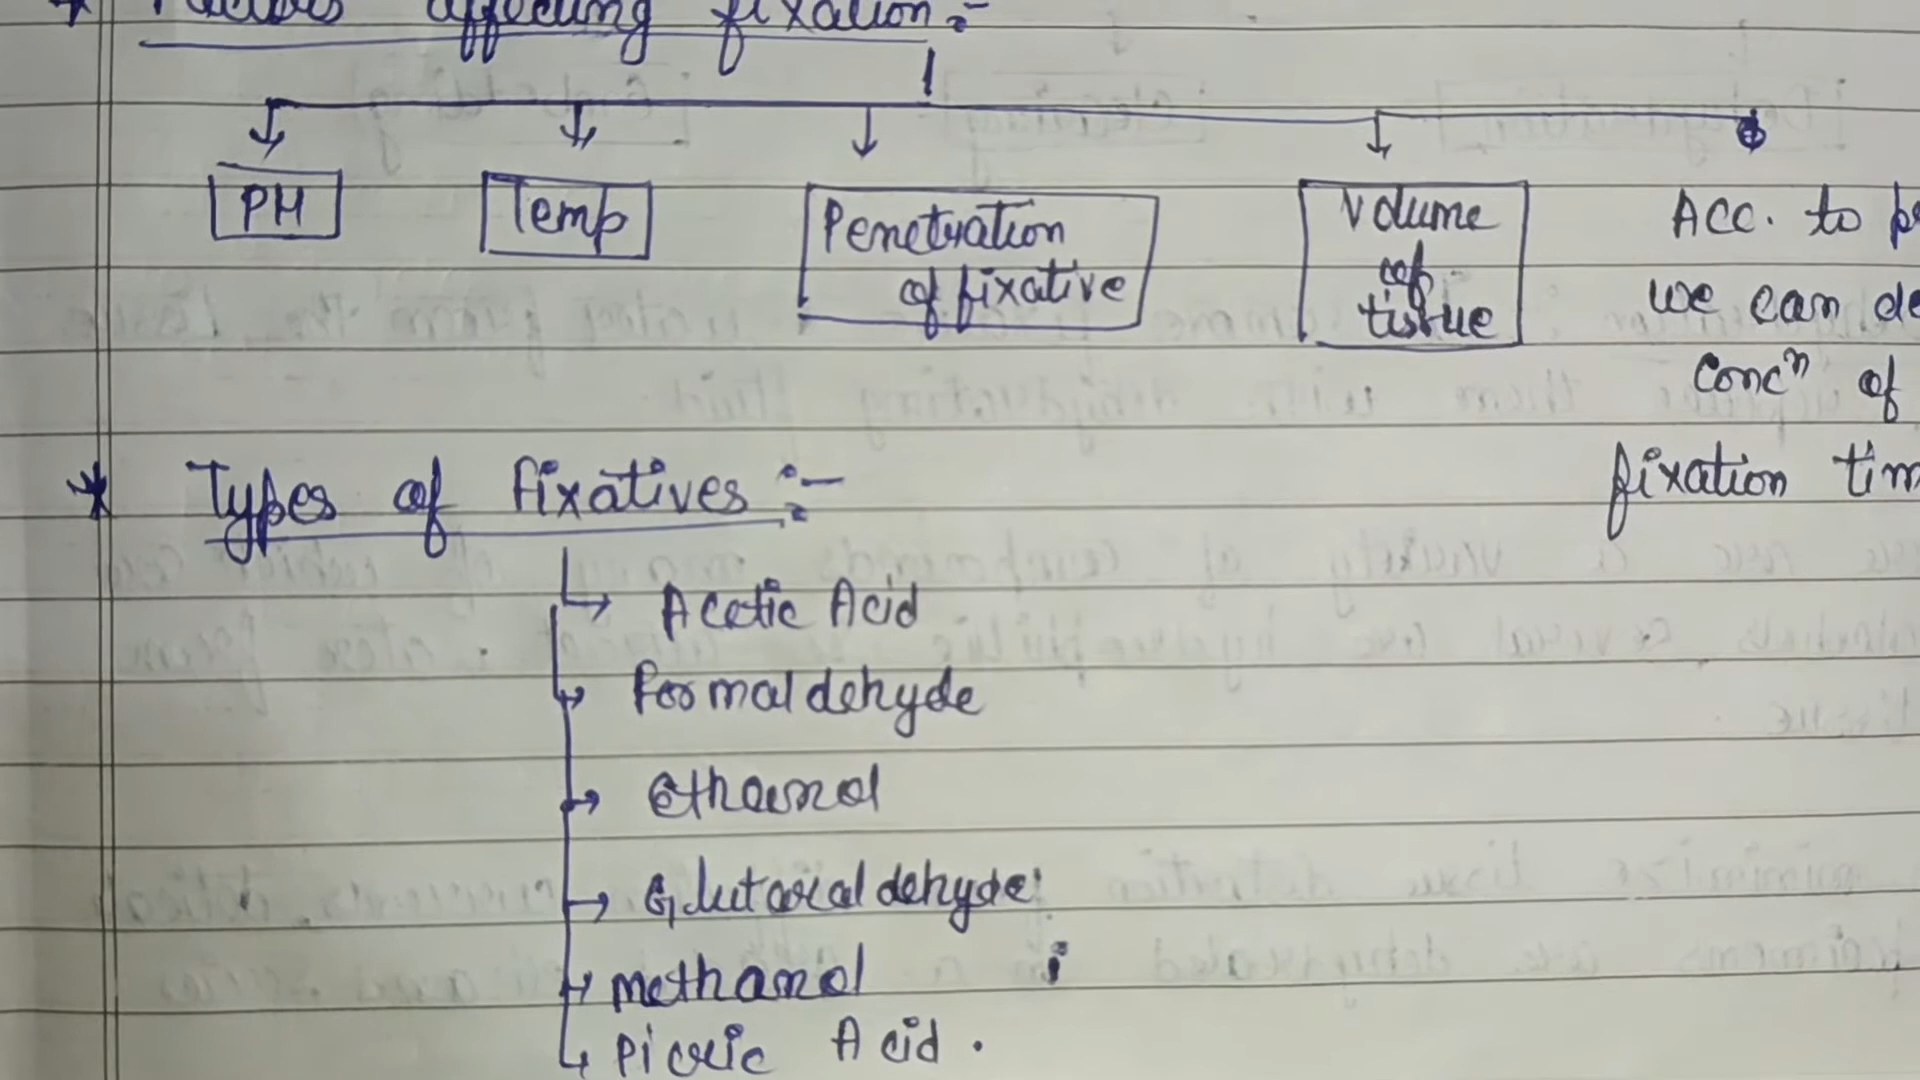 Factors affecting fixation :-
PH
Temp
Penetration
of fixative
Volume
of
tissue
Acc. to
we can
Concⁿ of
fixation
* Types of fixatives :-
Acetic Acid
Formaldehyde
Ethanol
Glutaraldehyde
methanol
Picric Acid .